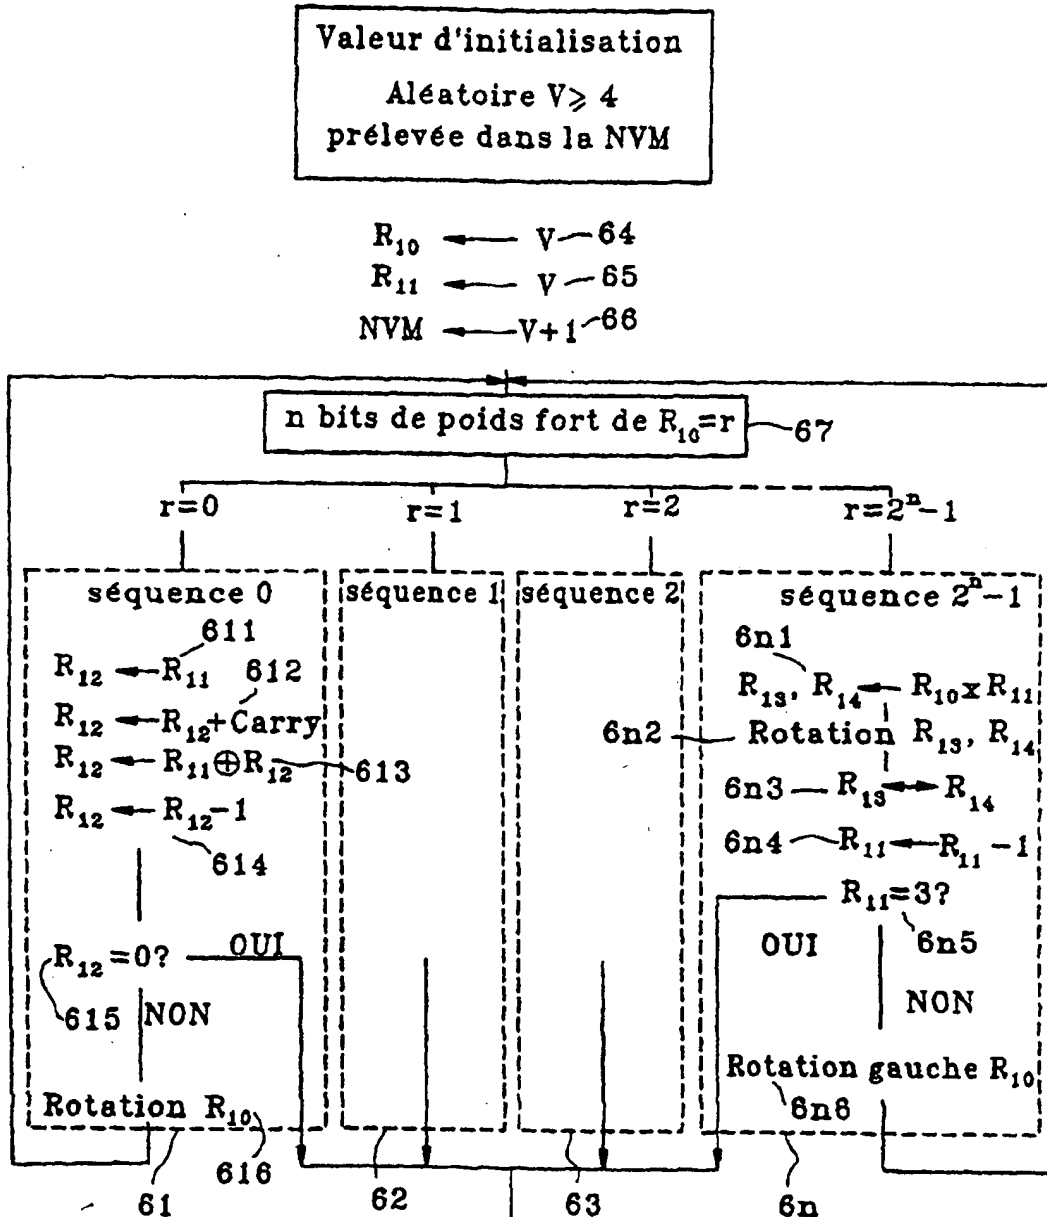 Valeur d'initialisation
Aléatoire V⩾ 4
prélevée dans la NVM
R₁₀ ← V 64
R₁₁ ← V 65
NVM ← V+1 66
n bits de poids fort de R₁₀=r 67
r=0 r=1 r=2 r=2ⁿ-1
séquence 0
611
R₁₂ ← R₁₁ 612
R₁₂ ← R₁₂+Carry
R₁₂ ← R₁₁⊕R₁₂ 613
R₁₂ ← R₁₂-1
614
R₁₂=0? OUI
615 NON
Rotation R₁₀
616
61
séquence 1
62
séquence 2
63
séquence 2ⁿ-1
6n1
R₁₃, R₁₄ ← R₁₀xR₁₁
6n2 Rotation R₁₃, R₁₄
6n3 R₁₃ ↔ R₁₄
6n4 R₁₁ ← R₁₁-1
R₁₁=3?
OUI 6n5
NON
Rotation gauche R₁₀
6n6
6n